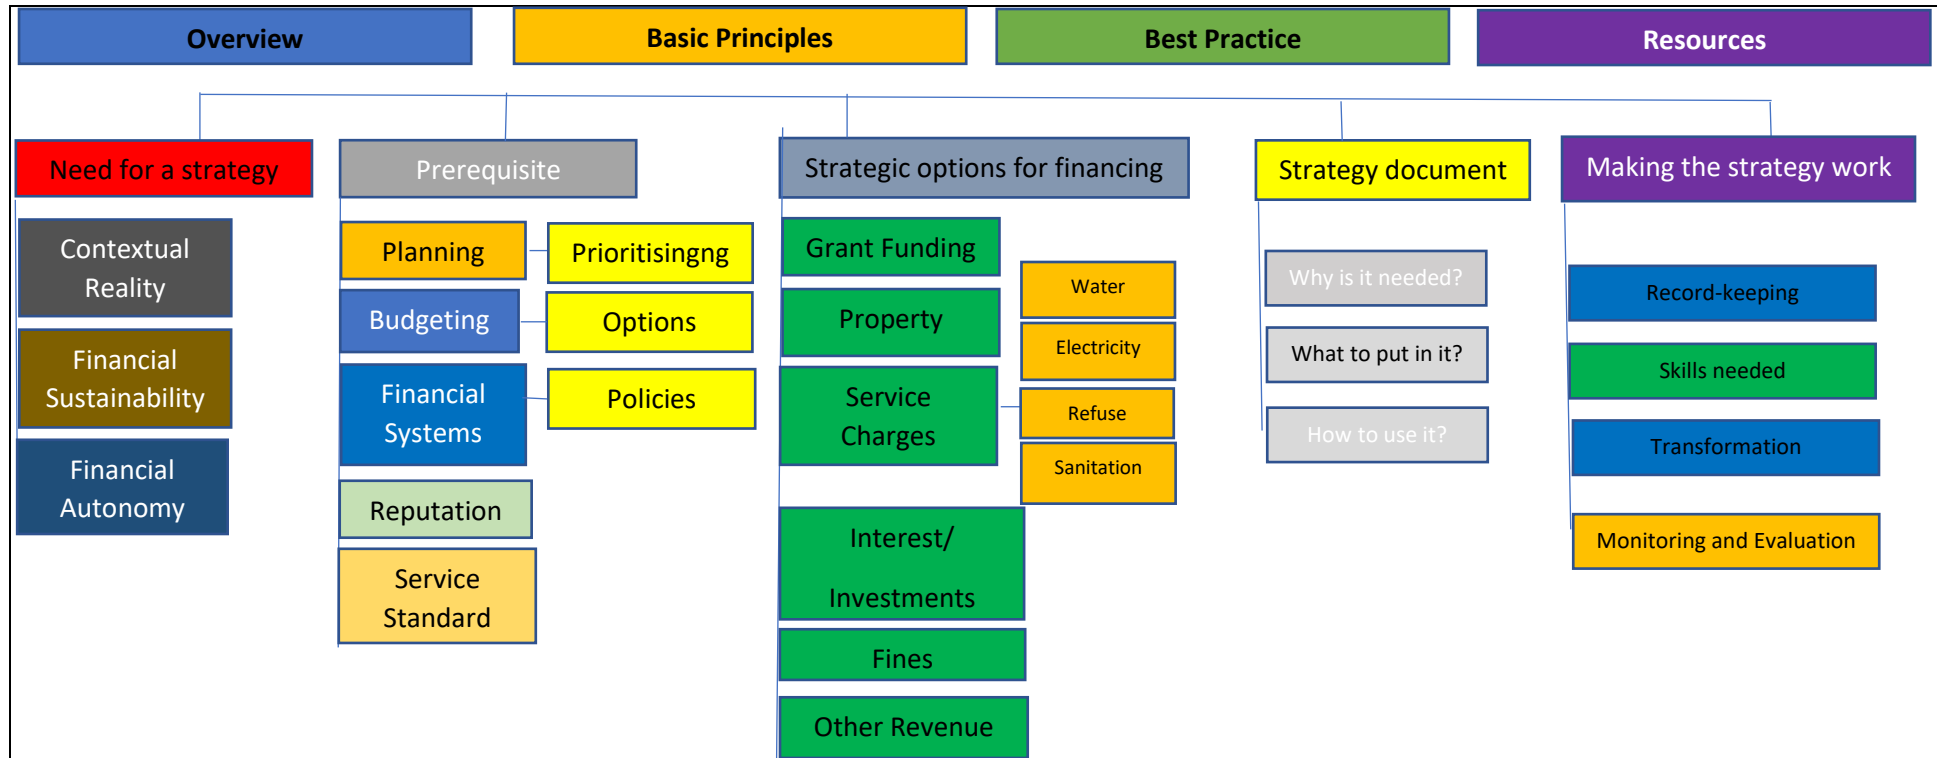 Overview
Basic Principles
Best Practice
Resources
Need for a strategy
Contextual
Reality
Financial
Sustainability
Financial
Autonomy
Prerequisite
Planning
Prioritisingng
Budgeting
Options
Financial
Systems
Policies
Reputation
Service
Standard
Strategic options for financing
Grant Funding
Property
Service
Charges
Water
Electricity
Refuse
Sanitation
Interest/
Investments
Fines
Other Revenue
Strategy document
Why is it needed?
What to put in it?
How to use it?
Making the strategy work
Record-keeping
Skills needed
Transformation
Monitoring and Evaluation